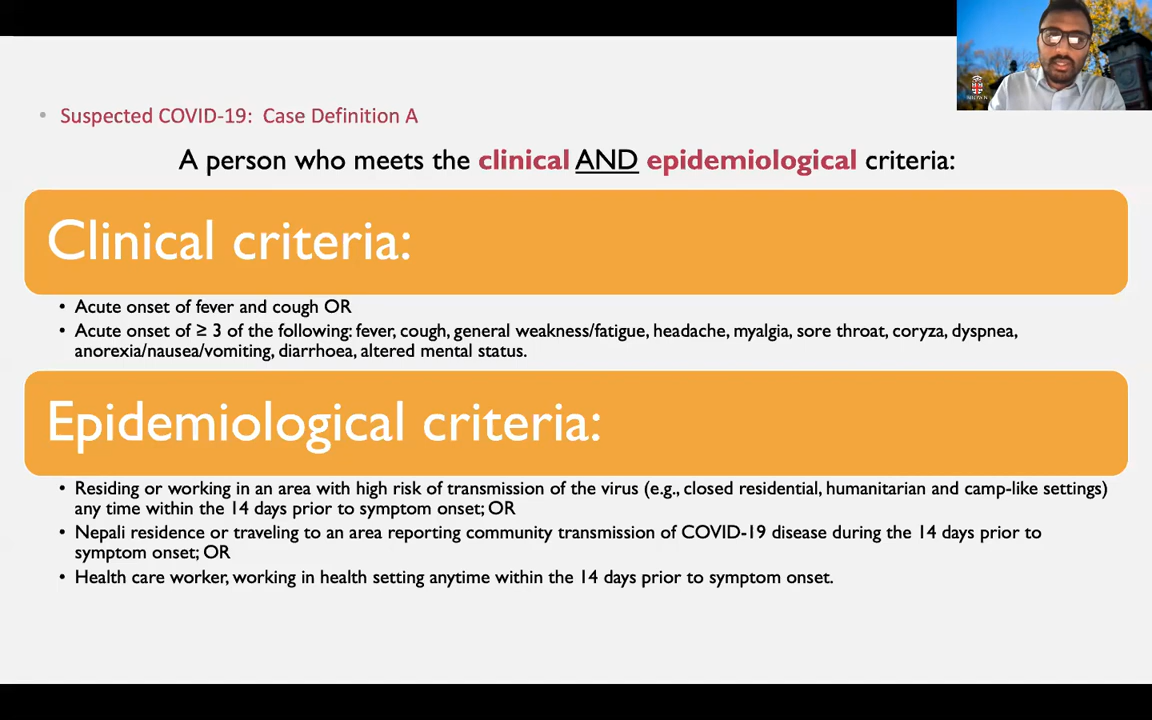 • Suspected COVID-19: Case Definition A
A person who meets the clinical AND epidemiological criteria:
Clinical criteria:
• Acute onset of fever and cough OR
• Acute onset of ≥ 3 of the following: fever, cough, general weakness/fatigue, headache, myalgia, sore throat, coryza, dyspnea,
anorexia/nausea/vomiting, diarrhoea, altered mental status.
Epidemiological criteria:
• Residing or working in an area with high risk of transmission of the virus (e.g., closed residential, humanitarian and camp-like settings)
any time within the 14 days prior to symptom onset; OR
• Nepali residence or traveling to an area reporting community transmission of COVID-19 disease during the 14 days prior to
symptom onset; OR
• Health care worker, working in health setting anytime within the 14 days prior to symptom onset.